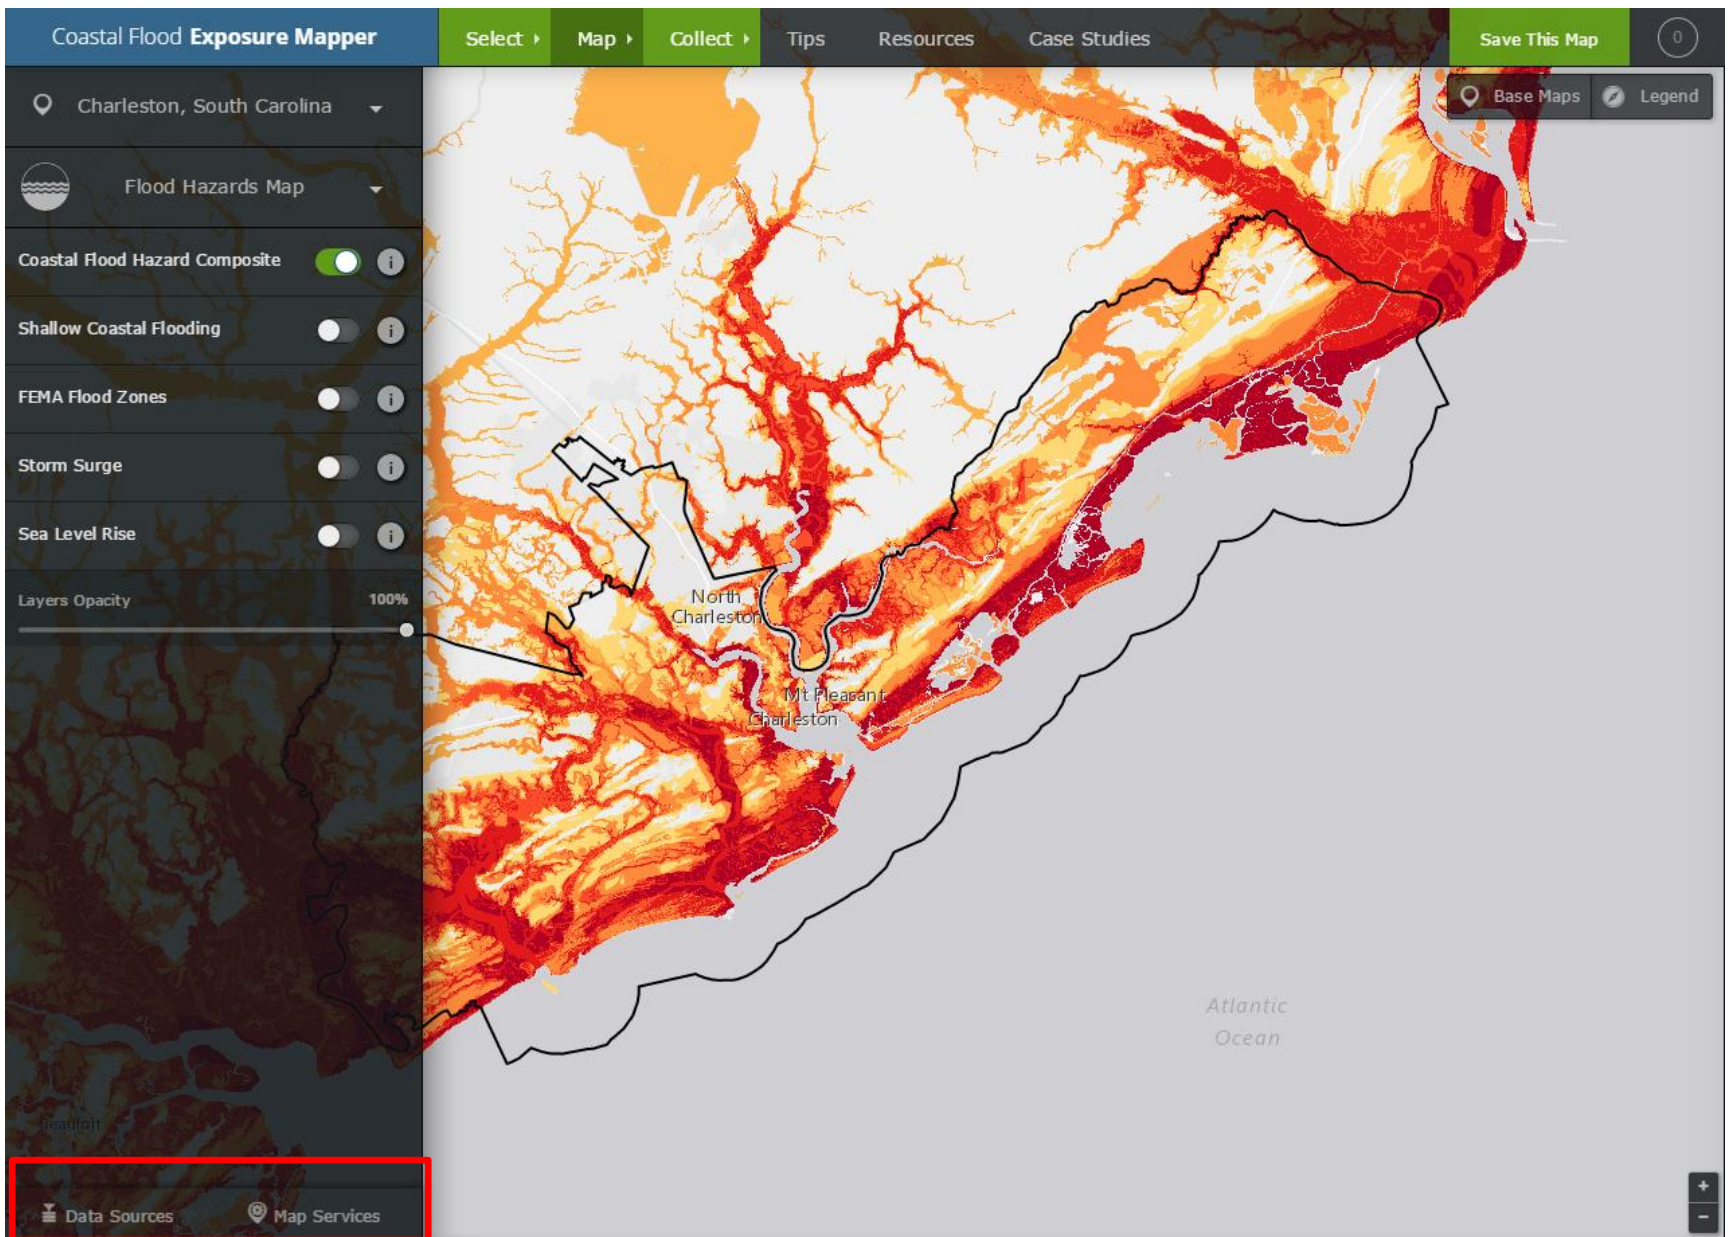 Coastal Flood Exposure Mapper
Select Map Collect Tips Resources Case Studies
Save This Map
0
Charleston, South Carolina
Base Maps Legend
Flood Hazards Map
Coastal Flood Hazard Composite i
Shallow Coastal Flooding i
FEMA Flood Zones i
Storm Surge i
Sea Level Rise i
Layers Opacity 100%
North
Charleston
Mt Pleasant
Charleston
Atlantic
Ocean
Beaufort
Data Sources Map Services
+
−